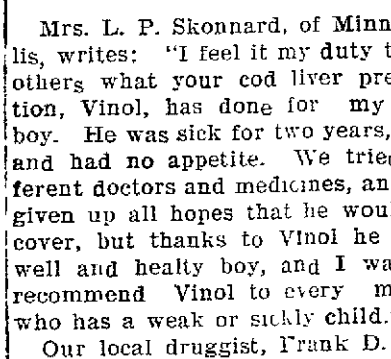 Mrs. L. P. Skonnard, of Minn
lis, writes: "I feel it my duty t
others what your cod liver pre
tion, Vinol, has done for my
boy. He was sick for two years,
and had no appetite. We tried
ferent doctors and medicines, an
given up all hopes that he woul
cover, but thanks to Vinol he
well and healty boy, and I wa
recommend Vinol to every m
who has a weak or sickly child.
Our local druggist, Frank D.